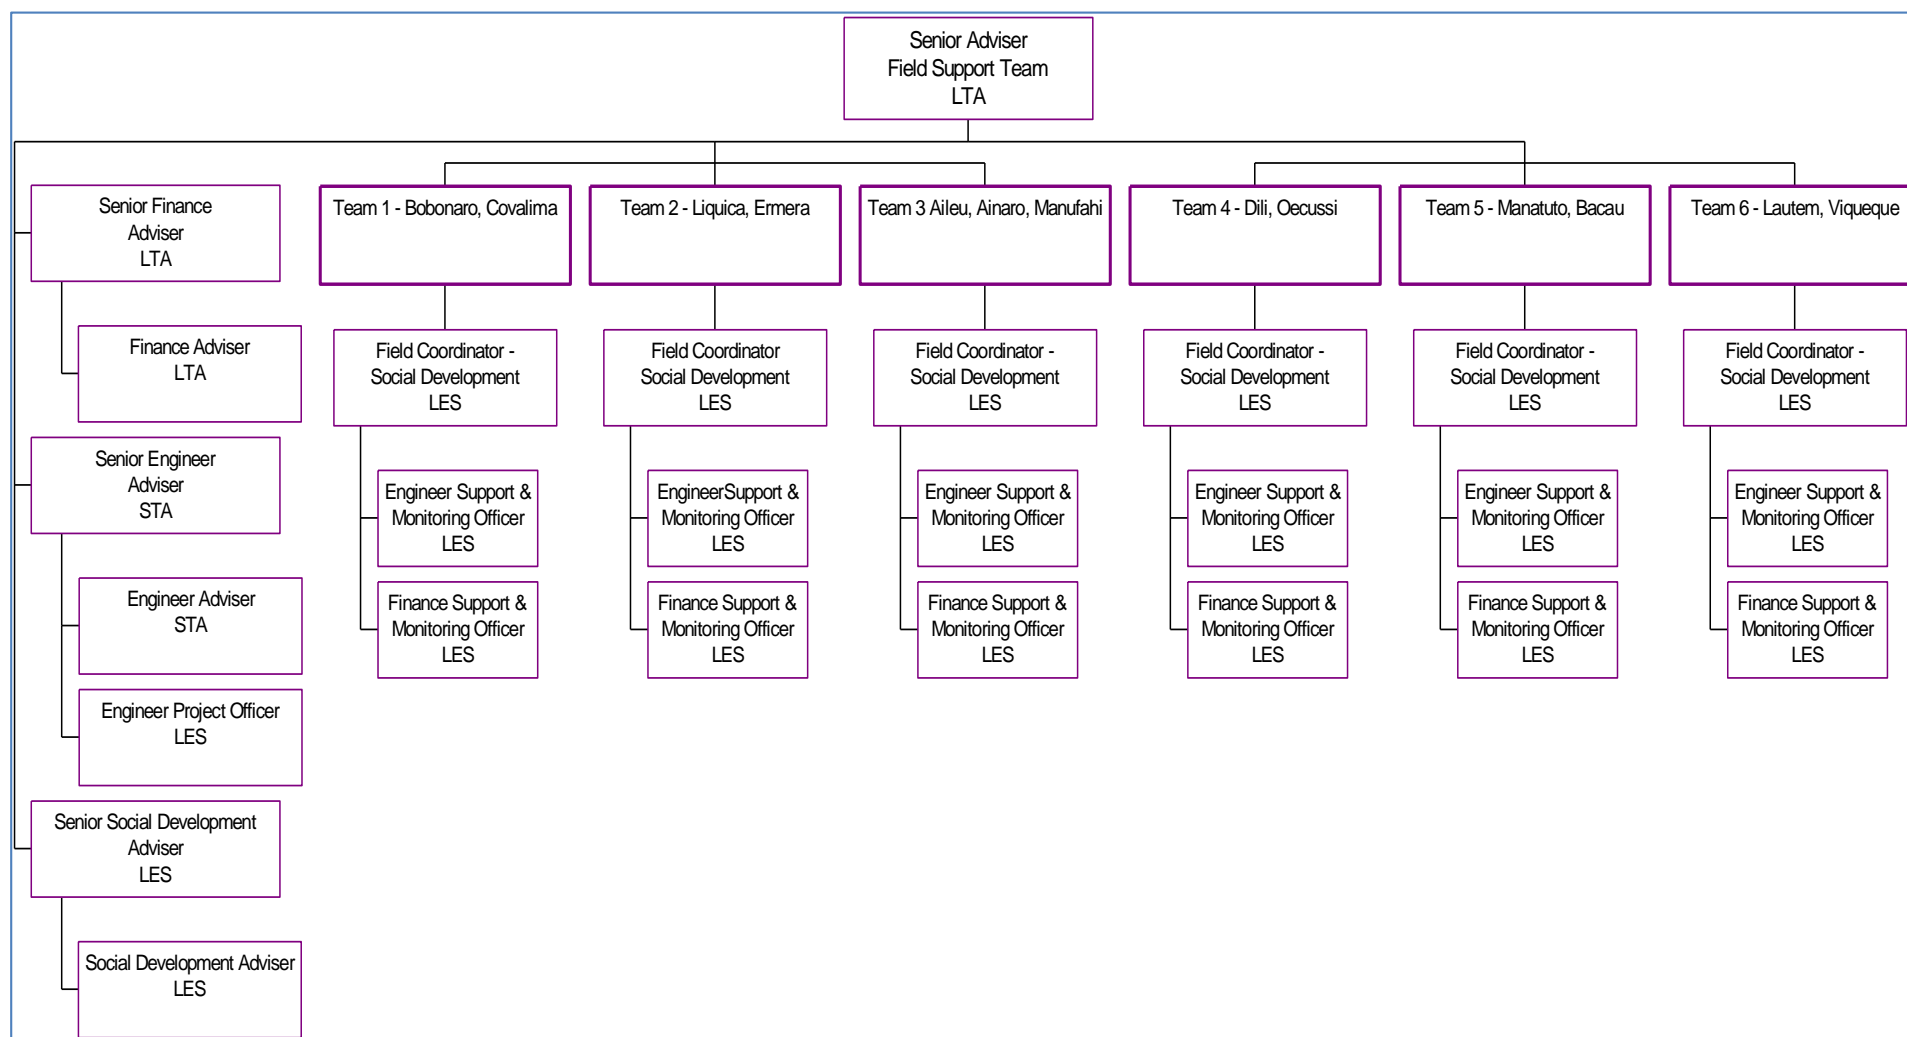 Senior Adviser
Field Support Team
LTA
Senior Finance
Adviser
LTA
Finance Adviser
LTA
Senior Engineer
Adviser
STA
Engineer Adviser
STA
Engineer Project Officer
LES
Senior Social Development
Adviser
LES
Social Development Adviser
LES
Team 1 - Bobonaro, Covalima
Field Coordinator -
Social Development
LES
Engineer Support &
Monitoring Officer
LES
Finance Support &
Monitoring Officer
LES
Team 2 - Liquica, Ermera
Field Coordinator
Social Development
LES
EngineerSupport &
Monitoring Officer
LES
Finance Support &
Monitoring Officer
LES
Team 3 Aileu, Ainaro, Manufahi
Field Coordinator -
Social Development
LES
Engineer Support &
Monitoring Officer
LES
Finance Support &
Monitoring Officer
LES
Team 4 - Dili, Oecussi
Field Coordinator -
Social Development
LES
Engineer Support &
Monitoring Officer
LES
Finance Support &
Monitoring Officer
LES
Team 5 - Manatuto, Bacau
Field Coordinator -
Social Development
LES
Engineer Support &
Monitoring Officer
LES
Finance Support &
Monitoring Officer
LES
Team 6 - Lautem, Viqueque
Field Coordinator -
Social Development
LES
Engineer Support &
Monitoring Officer
LES
Finance Support &
Monitoring Officer
LES